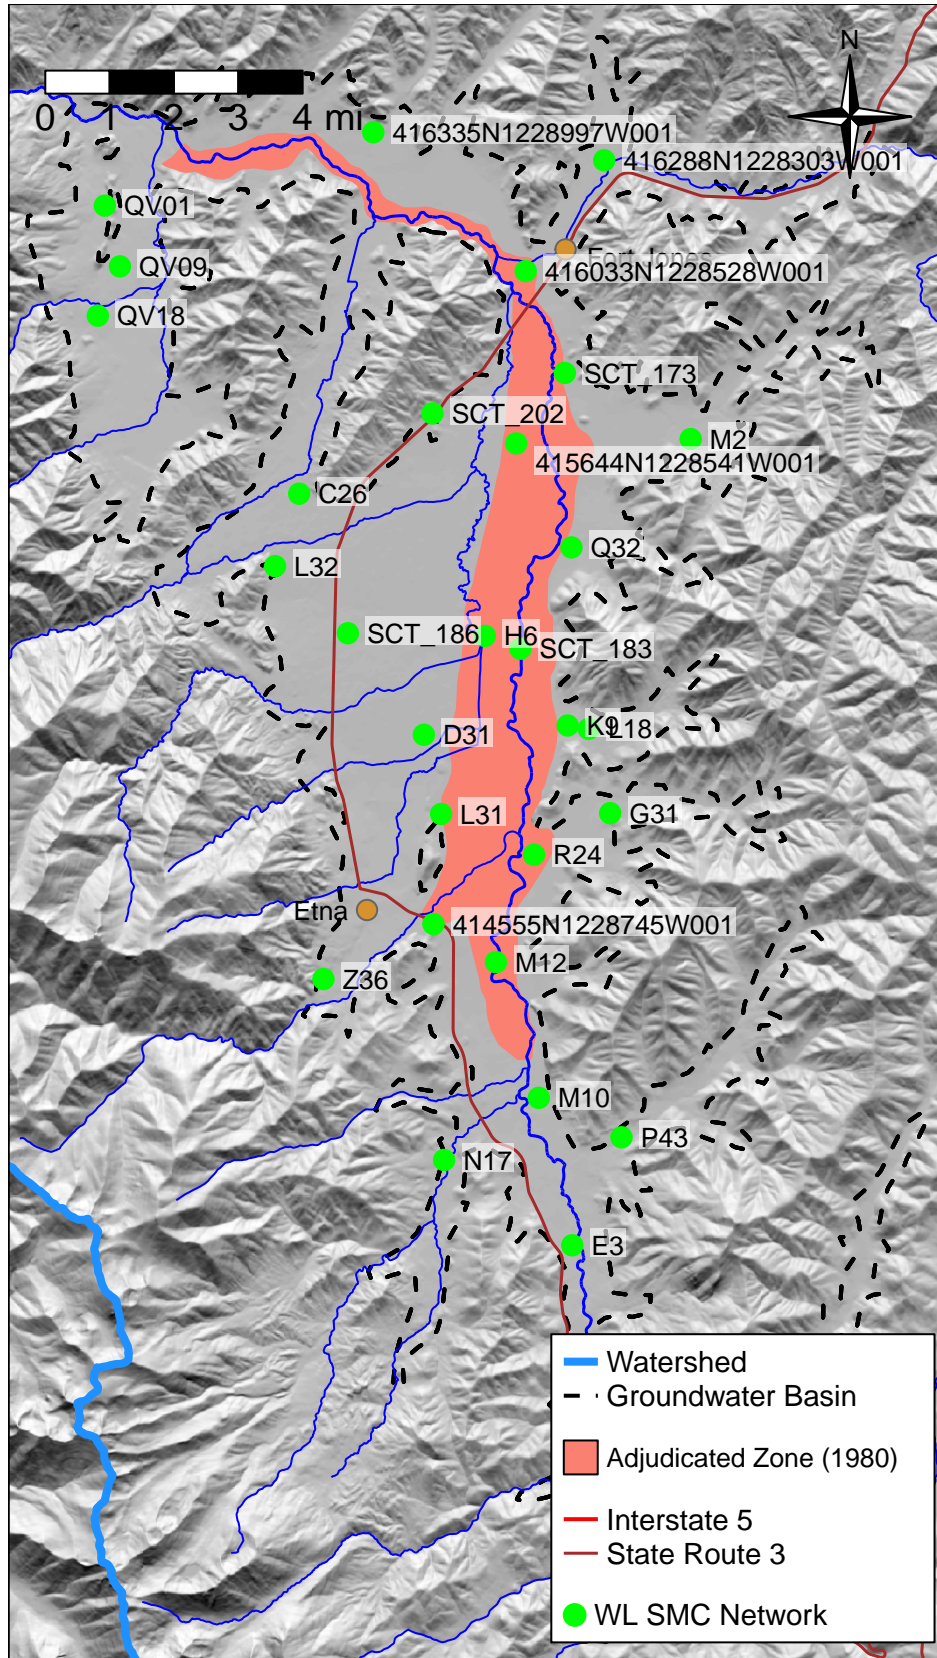 N
0 1 2 3 4 mi
416335N1228997W001
416288N1228303W001
QV01
Fort Jones
QV09
416033N1228528W001
QV18
SCT_173
SCT_202
M2
415644N1228541W001
C26
Q32
L32
SCT_186
H6
SCT_183
K9
L18
D31
L31
G31
R24
Etna
414555N1228745W001
M12
Z36
M10
P43
N17
E3
Watershed
Groundwater Basin
Adjudicated Zone (1980)
Interstate 5
State Route 3
WL SMC Network